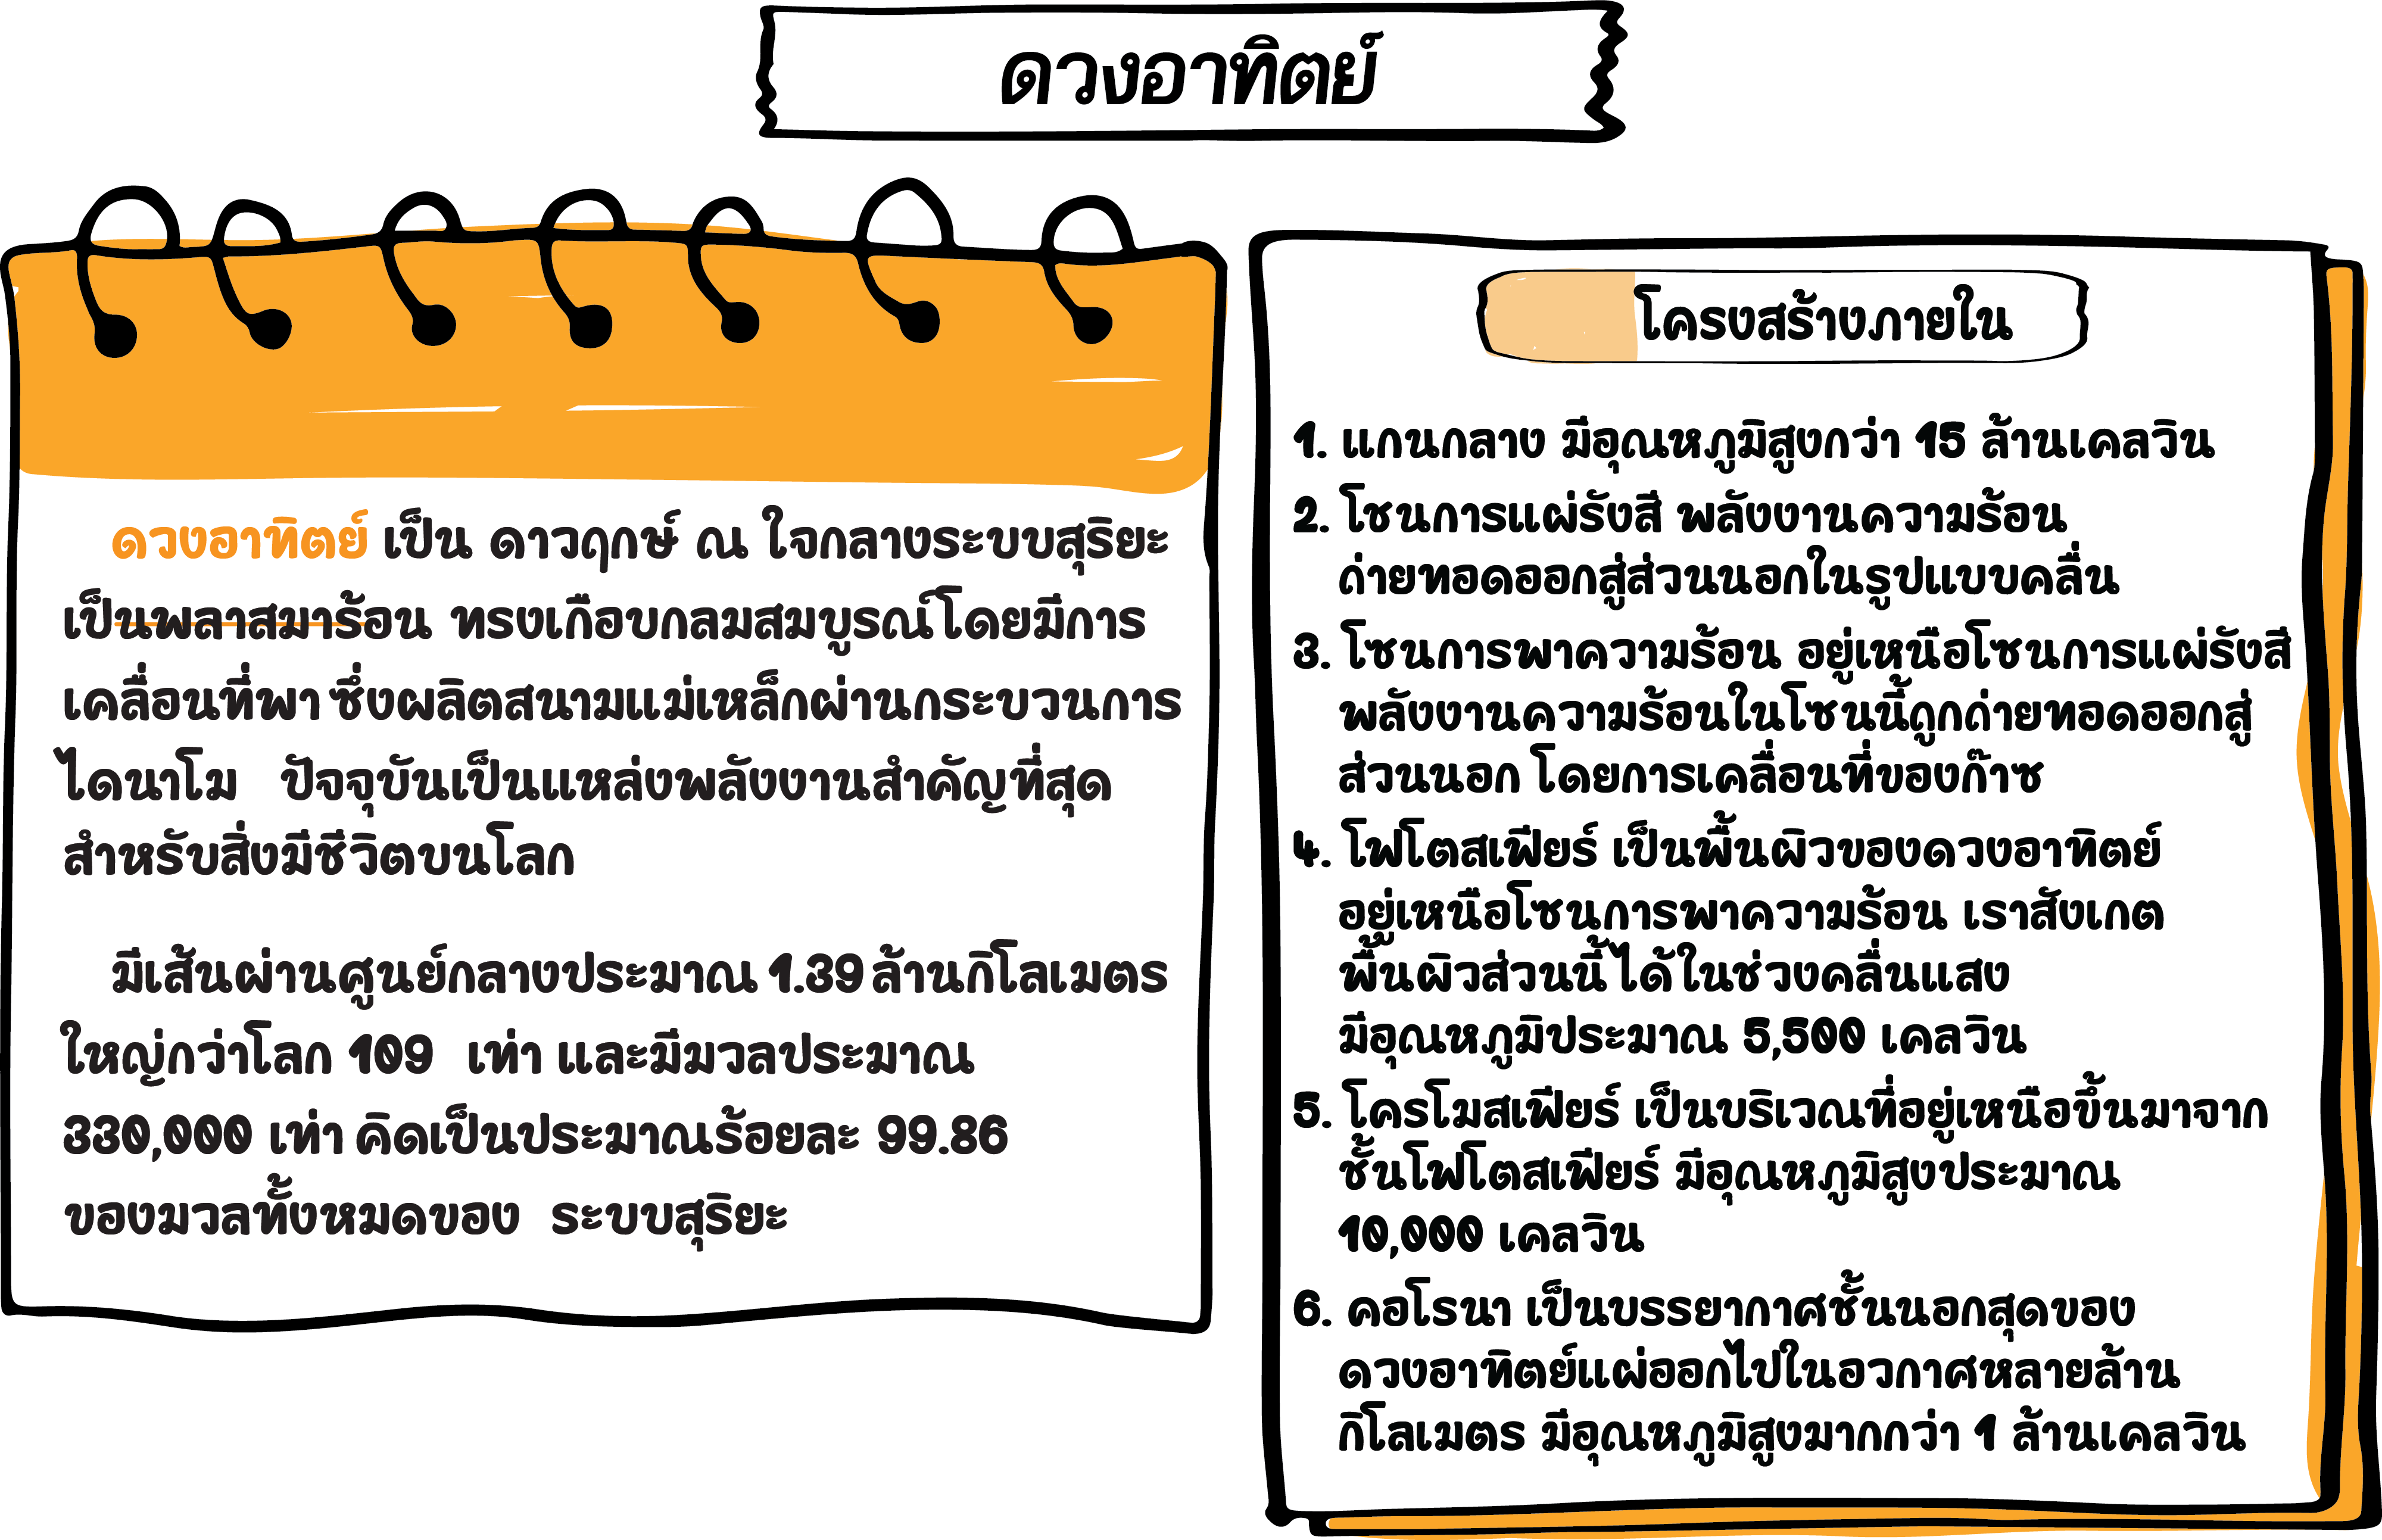 ดวงอาทิตย์
ดวงอาทิตย์ เป็น ดาวฤกษ์ ณ ใจกลางระบบสุริยะ
เป็นพลาสมาร้อน ทรงเกือบกลมสมบูรณ์โดยมีการ
เคลื่อนที่พา ซึ่งผลิตสนามแม่เหล็กผ่านกระบวนการ
ไดนาโม ปัจจุบันเป็นแหล่งพลังงานสำคัญที่สุด
สำหรับสิ่งมีชีวิตบนโลก
มีเส้นผ่านศูนย์กลางประมาณ 1.39 ล้านกิโลเมตร
ใหญ่กว่าโลก 109 เท่า และมีมวลประมาณ
330,000 เท่า คิดเป็นประมาณร้อยละ 99.86
ของมวลทั้งหมดของ ระบบสุริยะ
โครงสร้างภายใน
1. แกนกลาง มีอุณหภูมิสูงกว่า 15 ล้านเคลวิน
2. โซนการแผ่รังสี พลังงานความร้อน
ถ่ายทอดออกสู่ส่วนนอกในรูปแบบคลื่น
3. โซนการพาความร้อน อยู่เหนือโซนการแผ่รังสี
พลังงานความร้อนในโซนนี้ถูกถ่ายทอดออกสู่
ส่วนนอก โดยการเคลื่อนที่ของก๊าซ
4. โฟโตสเฟียร์ เป็นพื้นผิวของดวงอาทิตย์
อยู่เหนือโซนการพาความร้อน เราสังเกต
พื้นผิวส่วนนี้ได้ในช่วงคลื่นแสง
มีอุณหภูมิประมาณ 5,500 เคลวิน
5. โครโมสเฟียร์ เป็นบริเวณที่อยู่เหนือขึ้นมาจาก
ชั้นโฟโตสเฟียร์ มีอุณหภูมิสูงประมาณ
10,000 เคลวิน
6. คอโรนา เป็นบรรยากาศชั้นนอกสุดของ
ดวงอาทิตย์แผ่ออกไปในอวกาศหลายล้าน
กิโลเมตร มีอุณหภูมิสูงมากกว่า 1 ล้านเคลวิน